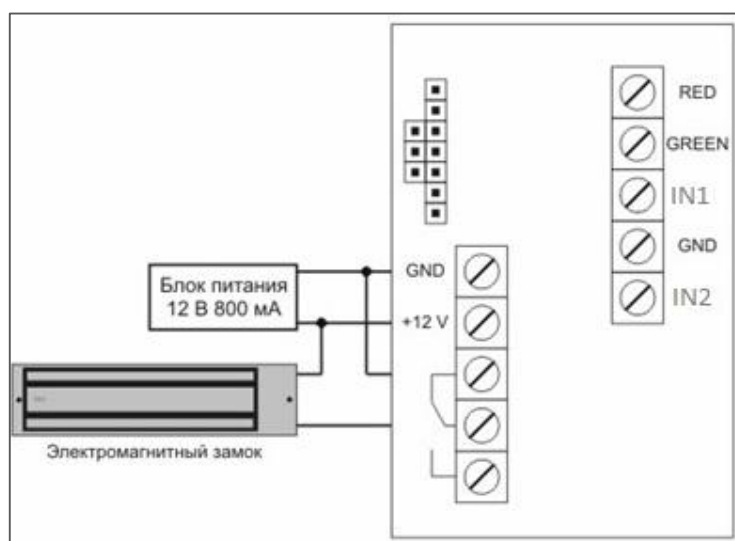 RED
GREEN
IN1
GND
IN2
GND
+12 V
Блок питания
12 В 800 мА
Электромагнитный замок